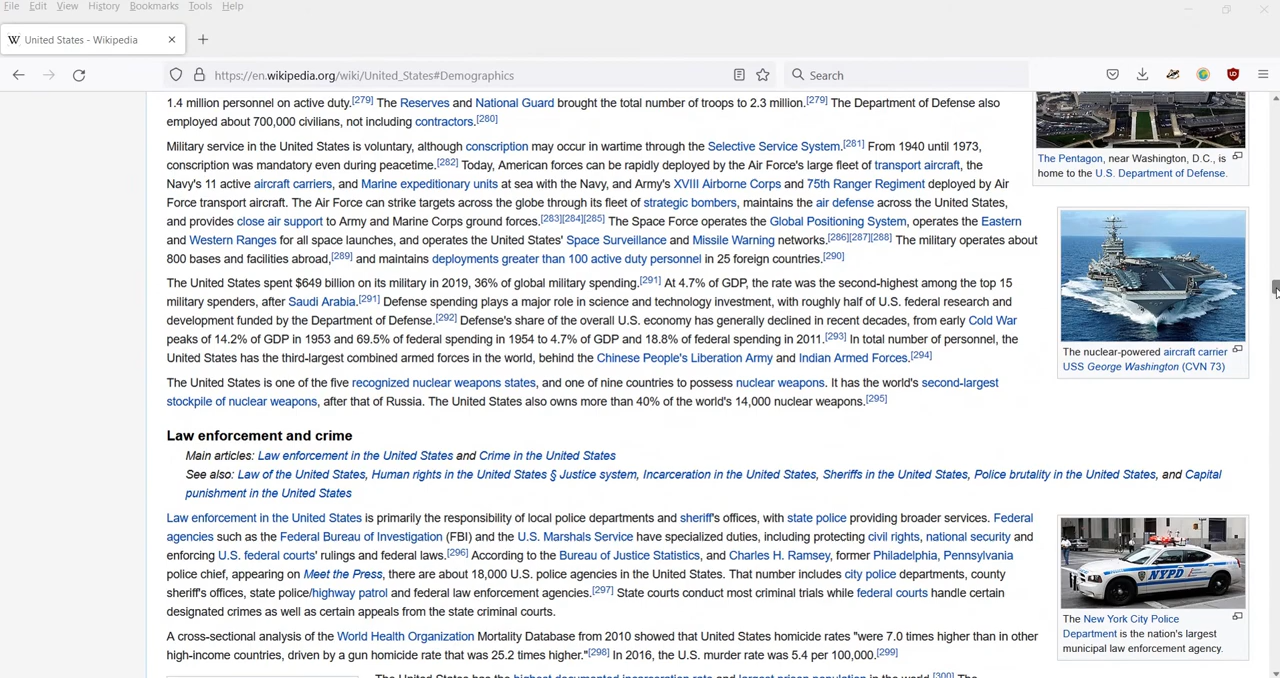 File Edit View History Bookmarks Tools Help
United States - Wikipedia
https://en.wikipedia.org/wiki/United_States#Demographics
Search
1.4 million personnel on active duty.[279] The Reserves and National Guard brought the total number of troops to 2.3 million.[279] The Department of Defense also
employed about 700,000 civilians, not including contractors.[280]
Military service in the United States is voluntary, although conscription may occur in wartime through the Selective Service System.[281] From 1940 until 1973,
conscription was mandatory even during peacetime.[282] Today, American forces can be rapidly deployed by the Air Force's large fleet of transport aircraft, the
Navy's 11 active aircraft carriers, and Marine expeditionary units at sea with the Navy, and Army's XVIII Airborne Corps and 75th Ranger Regiment deployed by Air
Force transport aircraft. The Air Force can strike targets across the globe through its fleet of strategic bombers, maintains the air defense across the United States,
and provides close air support to Army and Marine Corps ground forces.[283][284][285] The Space Force operates the Global Positioning System, operates the Eastern
and Western Ranges for all space launches, and operates the United States' Space Surveillance and Missile Warning networks.[286][287][288] The military operates about
800 bases and facilities abroad,[289] and maintains deployments greater than 100 active duty personnel in 25 foreign countries.[290]
The United States spent $649 billion on its military in 2019, 36% of global military spending.[291] At 4.7% of GDP, the rate was the second-highest among the top 15
military spenders, after Saudi Arabia.[291] Defense spending plays a major role in science and technology investment, with roughly half of U.S. federal research and
development funded by the Department of Defense.[292] Defense's share of the overall U.S. economy has generally declined in recent decades, from early Cold War
peaks of 14.2% of GDP in 1953 and 69.5% of federal spending in 1954 to 4.7% of GDP and 18.8% of federal spending in 2011.[293] In total number of personnel, the
United States has the third-largest combined armed forces in the world, behind the Chinese People's Liberation Army and Indian Armed Forces.[294]
The United States is one of the five recognized nuclear weapons states, and one of nine countries to possess nuclear weapons. It has the world's second-largest
stockpile of nuclear weapons, after that of Russia. The United States also owns more than 40% of the world's 14,000 nuclear weapons.[295]
The Pentagon, near Washington, D.C., is
home to the U.S. Department of Defense.
The nuclear-powered aircraft carrier
USS George Washington (CVN 73)
Law enforcement and crime
Main articles: Law enforcement in the United States and Crime in the United States
See also: Law of the United States, Human rights in the United States § Justice system, Incarceration in the United States, Sheriffs in the United States, Police brutality in the United States, and Capital
punishment in the United States
Law enforcement in the United States is primarily the responsibility of local police departments and sheriff's offices, with state police providing broader services. Federal
agencies such as the Federal Bureau of Investigation (FBI) and the U.S. Marshals Service have specialized duties, including protecting civil rights, national security and
enforcing U.S. federal courts' rulings and federal laws.[296] According to the Bureau of Justice Statistics, and Charles H. Ramsey, former Philadelphia, Pennsylvania
police chief, appearing on Meet the Press, there are about 18,000 U.S. police agencies in the United States. That number includes city police departments, county
sheriff's offices, state police/highway patrol and federal law enforcement agencies.[297] State courts conduct most criminal trials while federal courts handle certain
designated crimes as well as certain appeals from the state criminal courts.
A cross-sectional analysis of the World Health Organization Mortality Database from 2010 showed that United States homicide rates "were 7.0 times higher than in other
high-income countries, driven by a gun homicide rate that was 25.2 times higher."[298] In 2016, the U.S. murder rate was 5.4 per 100,000.[299]
The United States has the highest documented incarceration rate and largest prison population in the world.[300] The
NYPD
The New York City Police
Department is the nation's largest
municipal law enforcement agency.